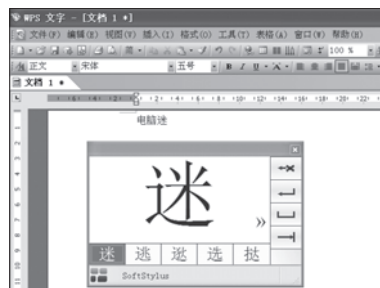 WPS 文字 - [文档 1 *]
文件(F) 编辑(E) 视图(V) 插入(I) 格式(O) 工具(T) 表格(A) 窗口(W) 帮助(H)
100 %
正文 宋体 五号 B I U
文档 1 *
电脑迷
迷
»
迷 逃 逖 选 挞
SoftStylus